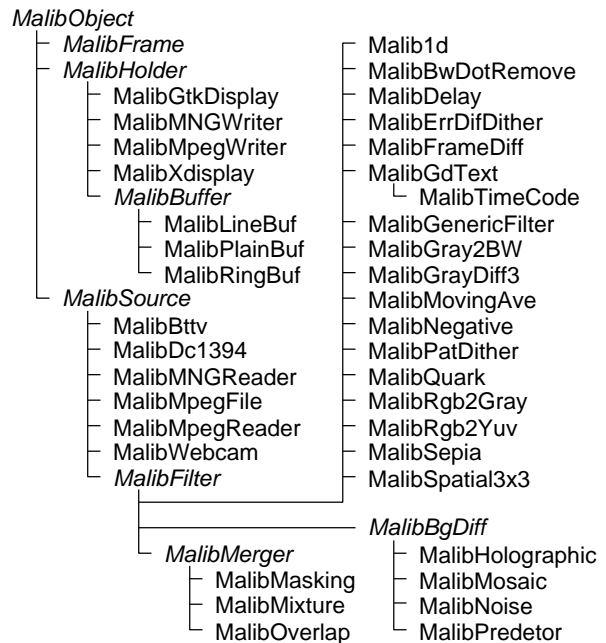 MalibObject
MalibFrame
MalibHolder
MalibGtkDisplay
MalibMNGWriter
MalibMpegWriter
MalibXdisplay
MalibBuffer
MalibLineBuf
MalibPlainBuf
MalibRingBuf
MalibSource
MalibBttv
MalibDc1394
MalibMNGReader
MalibMpegFile
MalibMpegReader
MalibWebcam
MalibFilter
Malib1d
MalibBwDotRemove
MalibDelay
MalibErrDifDither
MalibFrameDiff
MalibGdText
MalibTimeCode
MalibGenericFilter
MalibGray2BW
MalibGrayDiff3
MalibMovingAve
MalibNegative
MalibPatDither
MalibQuark
MalibRgb2Gray
MalibRgb2Yuv
MalibSepia
MalibSpatial3x3
MalibMerger
MalibMasking
MalibMixture
MalibOverlap
MalibBgDiff
MalibHolographic
MalibMosaic
MalibNoise
MalibPredetor